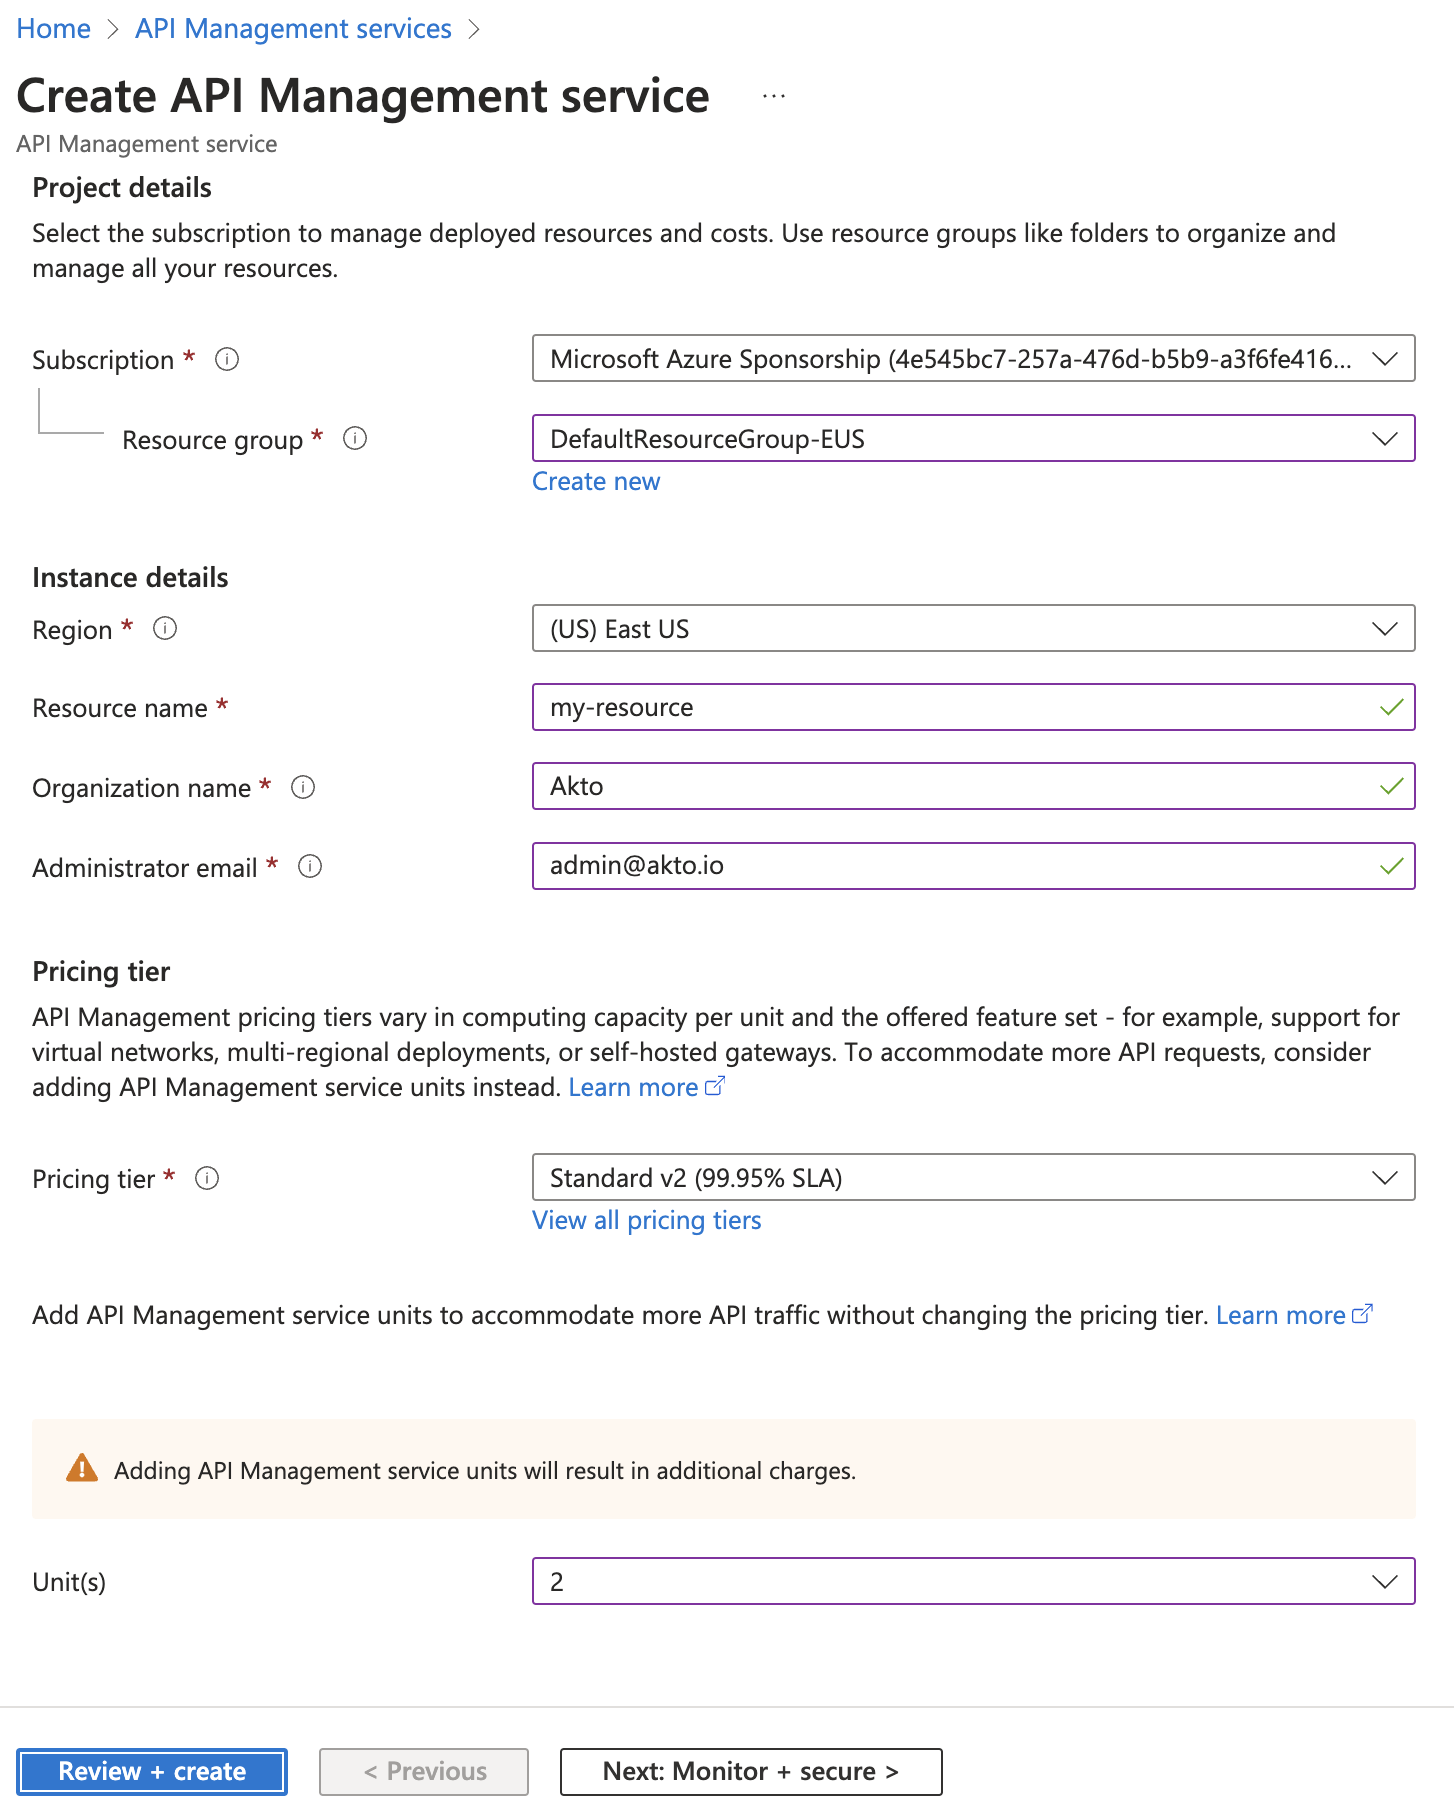 Home > API Management services >
Create API Management service ...
API Management service
Project details
Select the subscription to manage deployed resources and costs. Use resource groups like folders to organize and
manage all your resources.
Subscription * Microsoft Azure Sponsorship (4e545bc7-257a-476d-b5b9-a3f6fe416...
Resource group * DefaultResourceGroup-EUS
Create new
Instance details
Region * (US) East US
Resource name * my-resource
Organization name * Akto
Administrator email * admin@akto.io
Pricing tier
API Management pricing tiers vary in computing capacity per unit and the offered feature set - for example, support for
virtual networks, multi-regional deployments, or self-hosted gateways. To accommodate more API requests, consider
adding API Management service units instead. Learn more
Pricing tier * Standard v2 (99.95% SLA)
View all pricing tiers
Add API Management service units to accommodate more API traffic without changing the pricing tier. Learn more
Adding API Management service units will result in additional charges.
Unit(s) 2
Review + create < Previous Next: Monitor + secure >